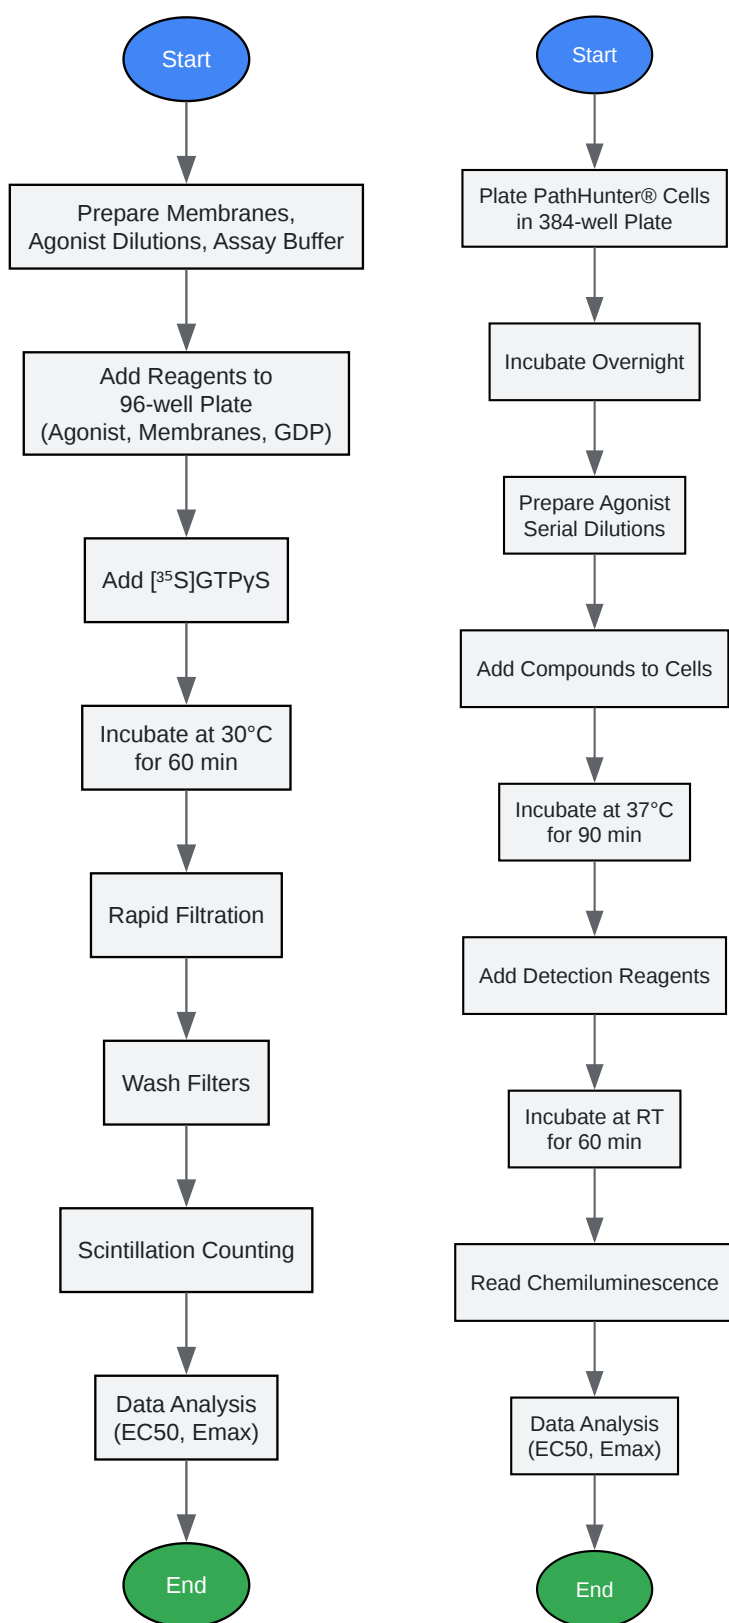 Start
Prepare Membranes,
Agonist Dilutions, Assay Buffer
Add Reagents to
96-well Plate
(Agonist, Membranes, GDP)
Add [³⁵S]GTPγS
Incubate at 30°C
for 60 min
Rapid Filtration
Wash Filters
Scintillation Counting
Data Analysis
(EC50, Emax)
End
Start
Plate PathHunter® Cells
in 384-well Plate
Incubate Overnight
Prepare Agonist
Serial Dilutions
Add Compounds to Cells
Incubate at 37°C
for 90 min
Add Detection Reagents
Incubate at RT
for 60 min
Read Chemiluminescence
Data Analysis
(EC50, Emax)
End